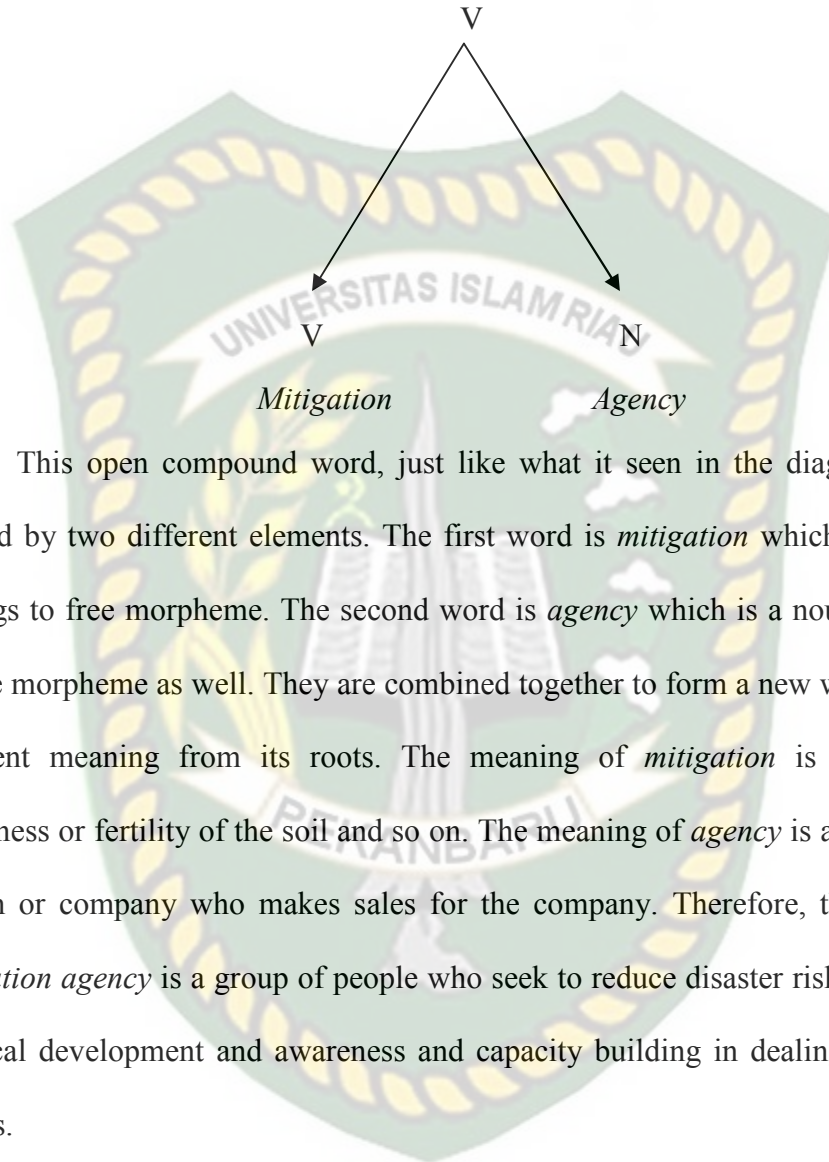 V
UNIVERSITAS ISLAM RIAU
V N
Mitigation Agency
This open compound word, just like what it seen in the diag
d by two different elements. The first word is mitigation which
gs to free morpheme. The second word is agency which is a nou
e morpheme as well. They are combined together to form a new w
ent meaning from its roots. The meaning of mitigation is
ness or fertility of the soil and so on. The meaning of agency is a
PEKANBARU
n or company who makes sales for the company. Therefore, t
ation agency is a group of people who seek to reduce disaster risk
cal development and awareness and capacity building in dealin
s.